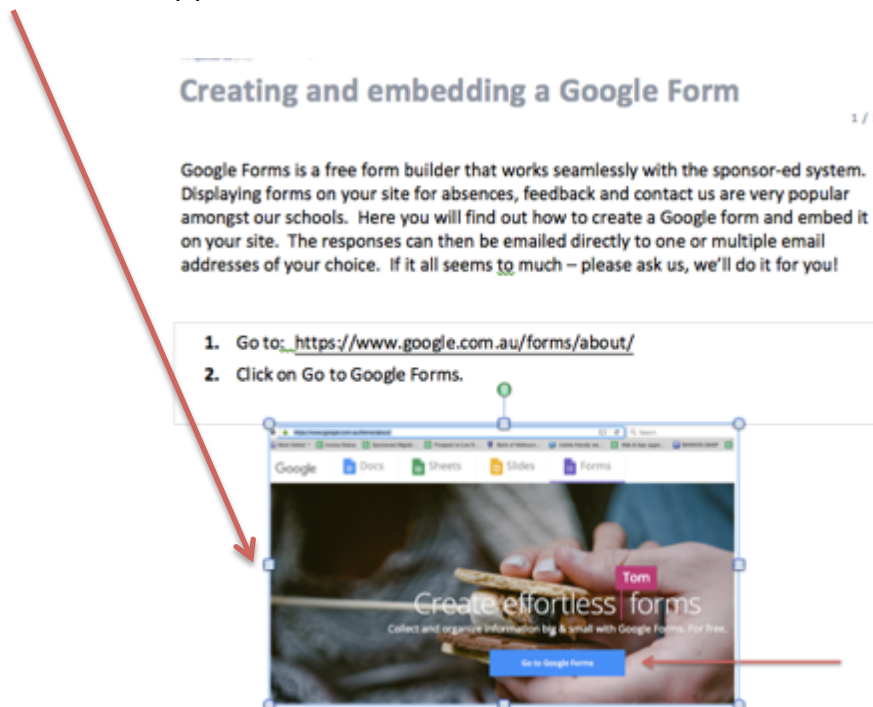 Creating and embedding a Google Form
1 /
Google Forms is a free form builder that works seamlessly with the sponsor-ed system.
Displaying forms on your site for absences, feedback and contact us are very popular
amongst our schools. Here you will find out how to create a Google form and embed it
on your site. The responses can then be emailed directly to one or multiple email
addresses of your choice. If it all seems to much – please ask us, we'll do it for you!
1. Go to: https://www.google.com.au/forms/about/
2. Click on Go to Google Forms.
Search
Google Docs Sheets Slides Forms
Tom
Create effortless forms
Collect and organize information big & small with Google Forms. For free.
Go to Google Forms